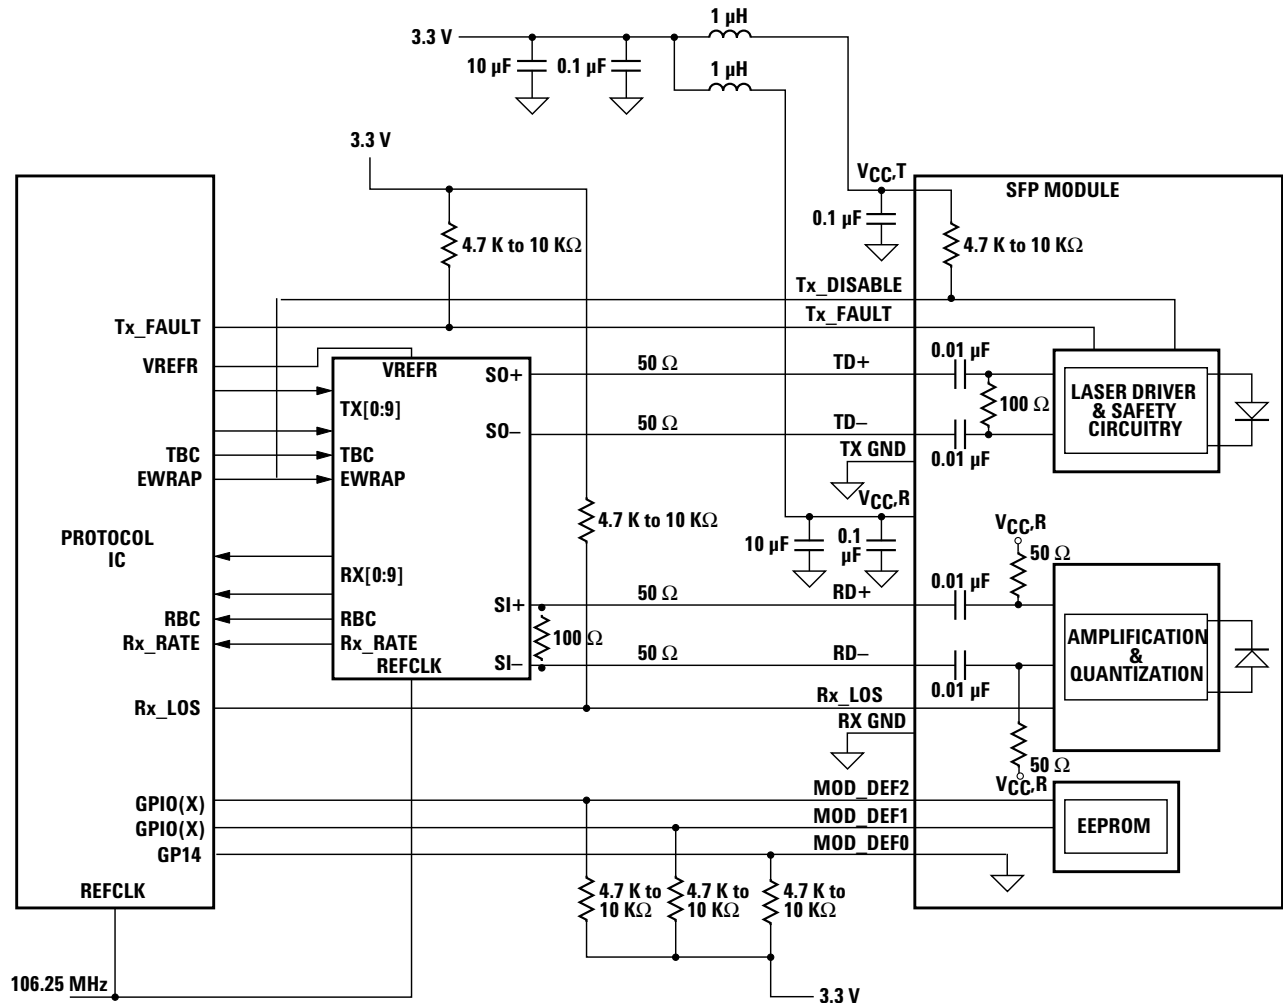 1 µH
3.3 V
10 µF
0.1 µF
1 µH
3.3 V
VCC,T
SFP MODULE
0.1 µF
4.7 K to 10 KΩ
4.7 K to 10 KΩ
Tx_DISABLE
Tx_FAULT
Tx_FAULT
VREFR
VREFR
SO+
50 Ω
TD+
0.01 µF
TX[0:9]
100 Ω
LASER DRIVER
& SAFETY
CIRCUITRY
SO–
50 Ω
TD–
0.01 µF
TBC
TBC
TX GND
EWRAP
EWRAP
VCC,R
4.7 K to 10 KΩ
PROTOCOL
IC
10 µF
0.1
µF
VCC,R
50 Ω
RX[0:9]
0.01 µF
SI+
50 Ω
RD+
RBC
RBC
100 Ω
AMPLIFICATION
&
QUANTIZATION
Rx_RATE
Rx_RATE
SI–
50 Ω
RD–
REFCLK
0.01 µF
Rx_LOS
Rx_LOS
RX GND
50 Ω
VCC,R
GPIO(X)
MOD_DEF2
GPIO(X)
MOD_DEF1
EEPROM
GP14
MOD_DEF0
REFCLK
4.7 K to
10 KΩ
4.7 K to
10 KΩ
4.7 K to
10 KΩ
106.25 MHz
3.3 V